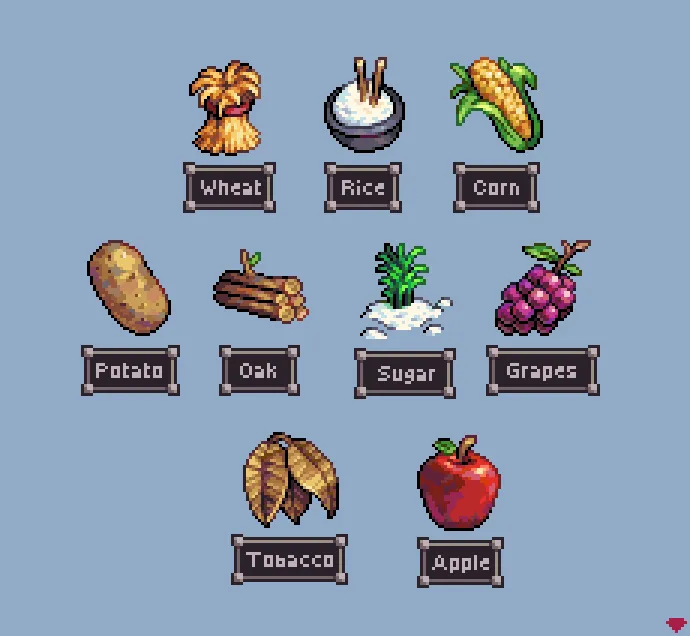 Wheat
Rice
Corn
Potato
Oak
Sugar
Grapes
Tobacco
Apple